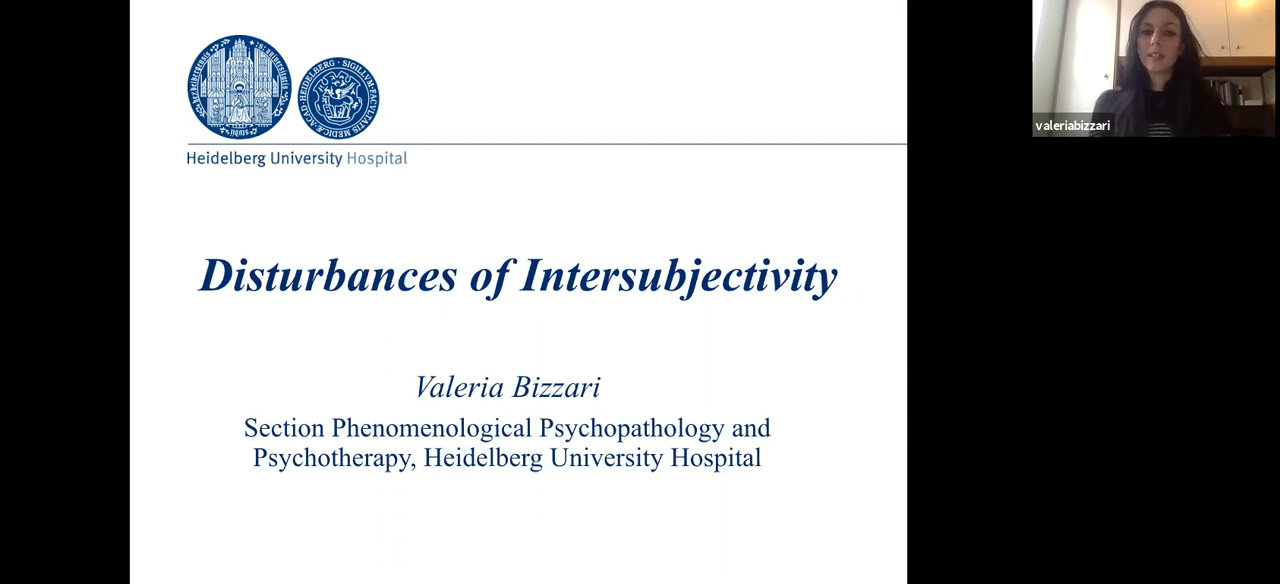 Heidelberg University Hospital
Disturbances of Intersubjectivity
Valeria Bizzari
Section Phenomenological Psychopathology and
Psychotherapy, Heidelberg University Hospital
valeriabizzari